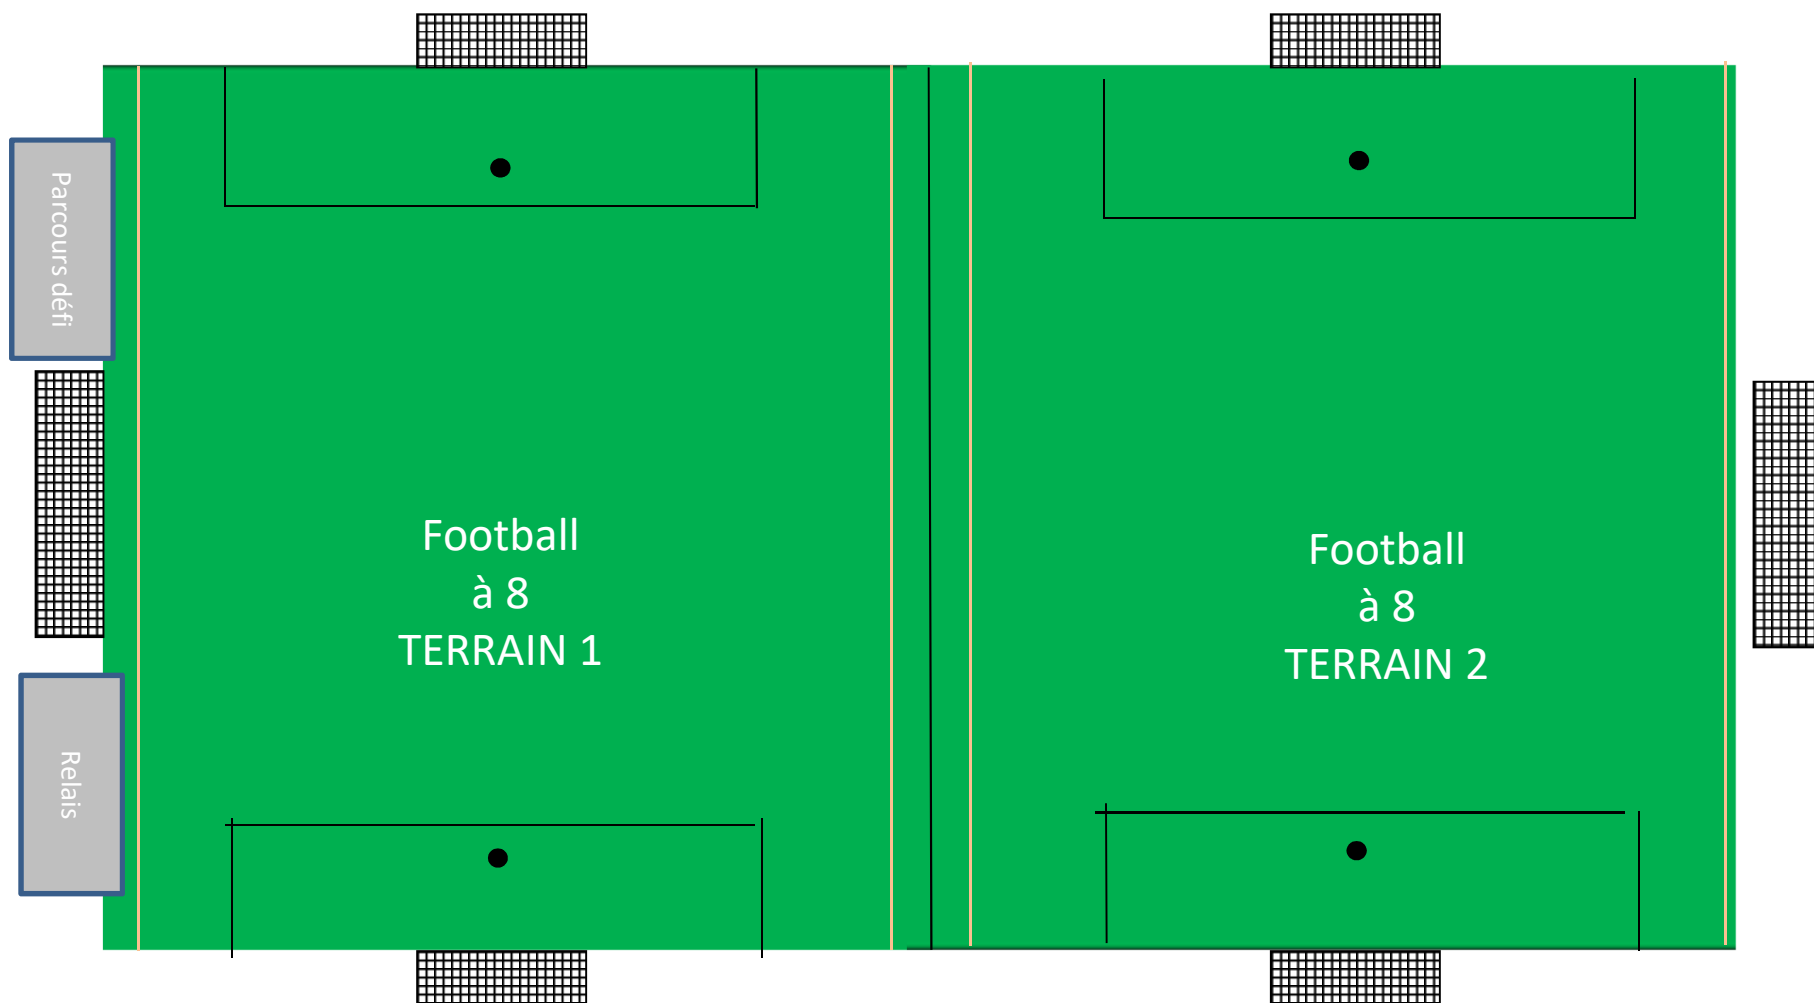 Parcours défi
Football
à 8
TERRAIN 1
Football
à 8
TERRAIN 2
Relais